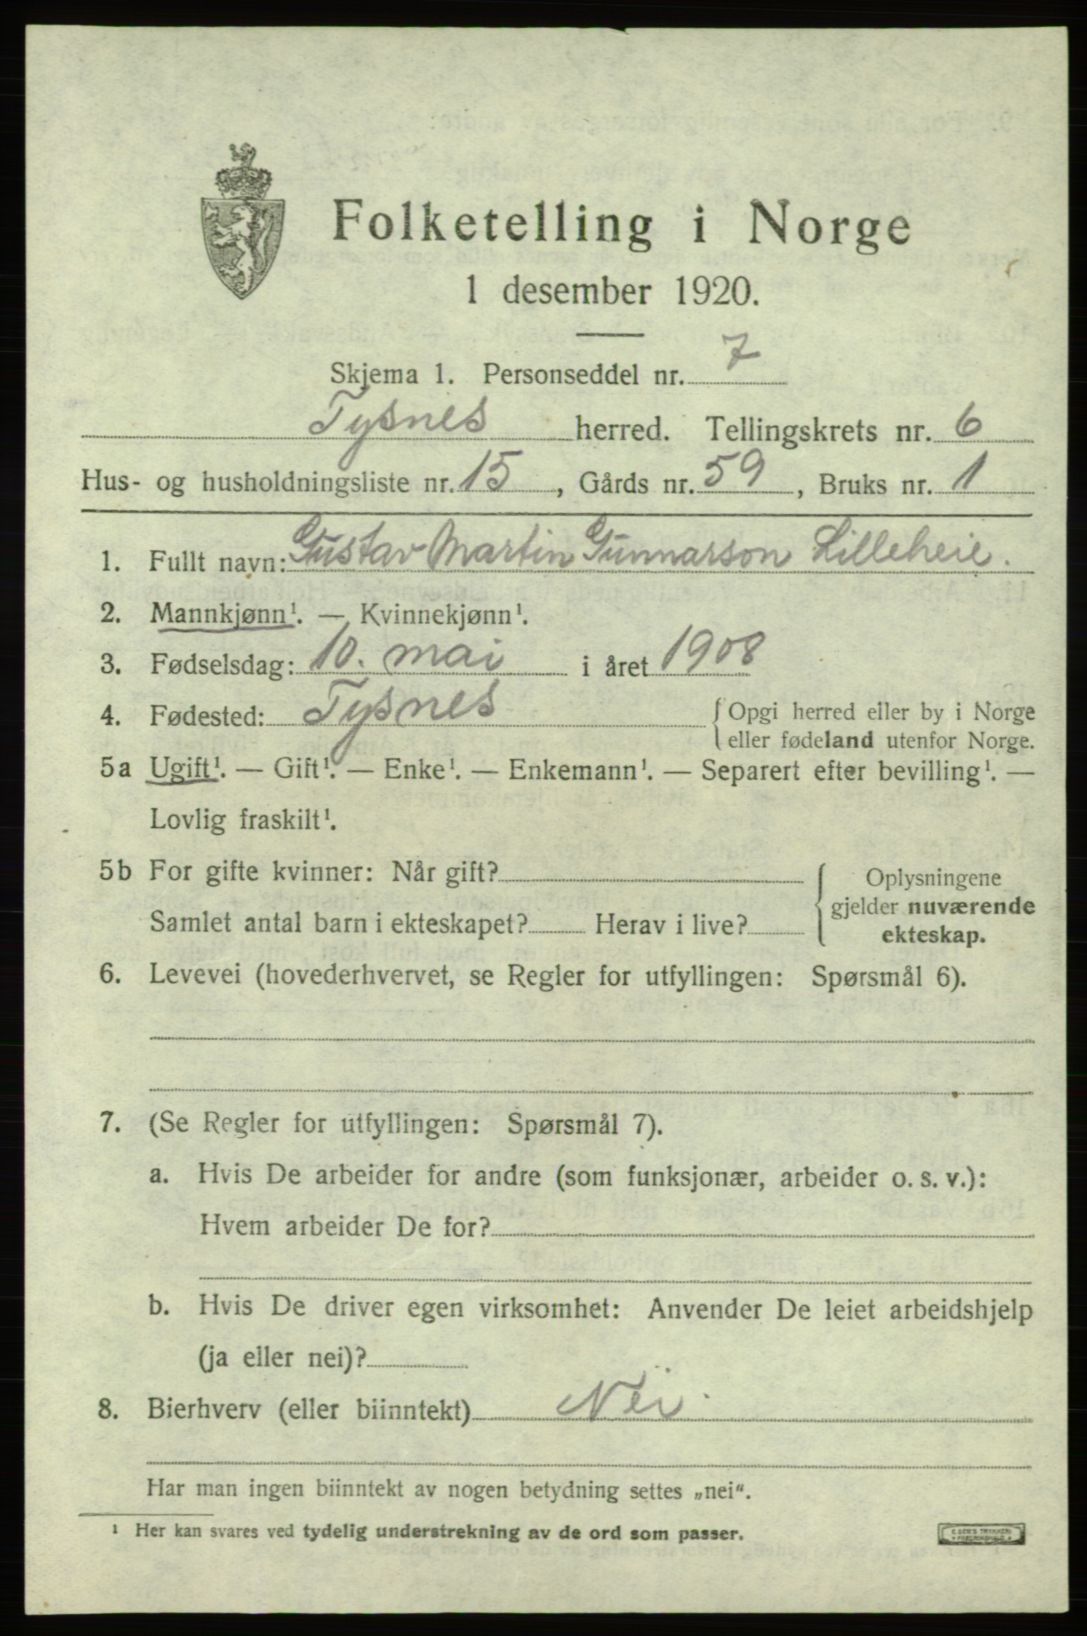 Folketelling i Norge
1 desember 1920.
Skjema 1. Personseddel nr. 7
Tysnes herred. Tellingskrets nr. 6
Hus- og husholdningsliste nr. 15, Gårds nr. 59, Bruks nr. 1
1. Fullt navn: Gustav Martin Gunnarson Lilleheie.
2. Mannkjønn¹. — Kvinnekjønn¹.
3. Fødselsdag: 10. mai i året 1908
4. Fødested: Tysnes { Opgi herred eller by i Norge
eller fødeland utenfor Norge.
5a Ugift¹. — Gift¹. — Enke¹. — Enkemann¹. — Separert efter bevilling¹. —
Lovlig fraskilt¹.
5b For gifte kvinner: Når gift?
Samlet antal barn i ekteskapet? Herav i live?
{ Oplysningene
gjelder nuværende
ekteskap.
6. Levevei (hovederhvervet, se Regler for utfyllingen: Spørsmål 6).
7. (Se Regler for utfyllingen: Spørsmål 7).
a. Hvis De arbeider for andre (som funksjonær, arbeider o. s. v.):
Hvem arbeider De for?
b. Hvis De driver egen virksomhet: Anvender De leiet arbeidshjelp
(ja eller nei)?
8. Bierhverv (eller biinntekt) Nei.
Har man ingen biinntekt av nogen betydning settes „nei“.
¹ Her kan svares ved tydelig understrekning av de ord som passer.